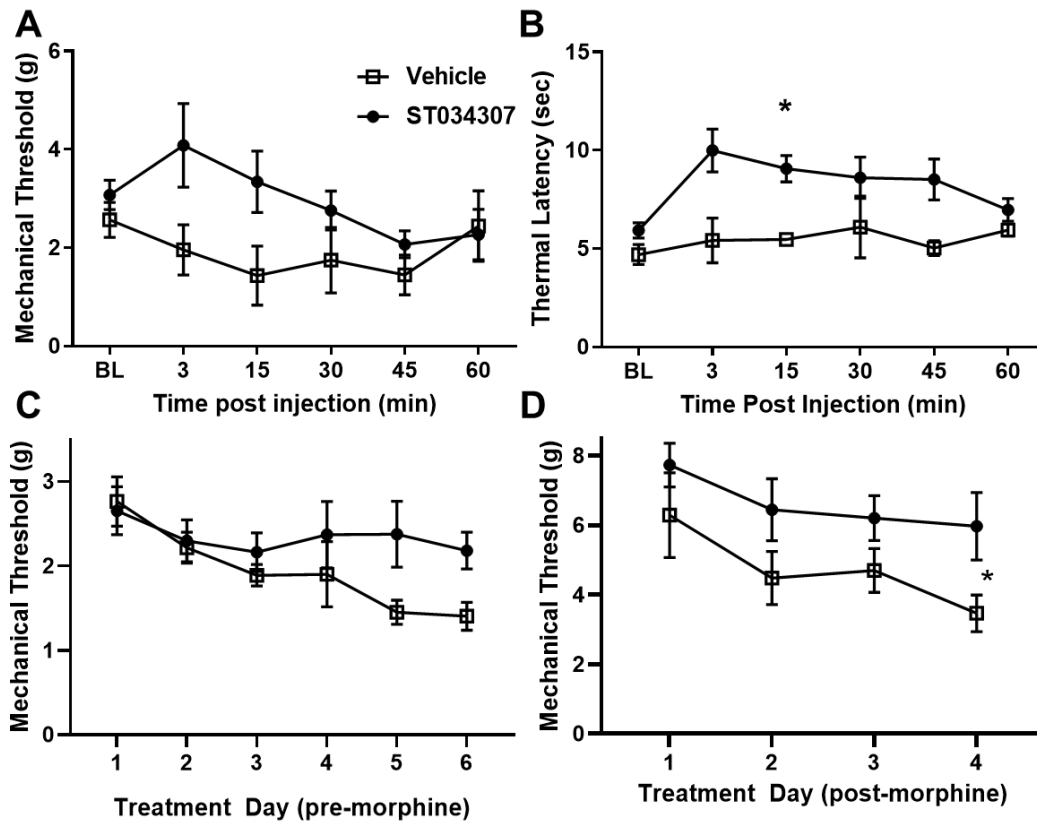 A
Mechanical Threshold (g)
6
4
2
0
BL 3 15 30 45 60
Time post injection (min)
Vehicle
ST034307
B
Thermal Latency (sec)
15
10
5
0
*
BL 3 15 30 45 60
Time Post Injection (min)
C
Mechanical Threshold (g)
3
2
1
0
1 2 3 4 5 6
Treatment Day (pre-morphine)
D
Mechanical Threshold (g)
8
6
4
2
0
*
1 2 3 4
Treatment Day (post-morphine)